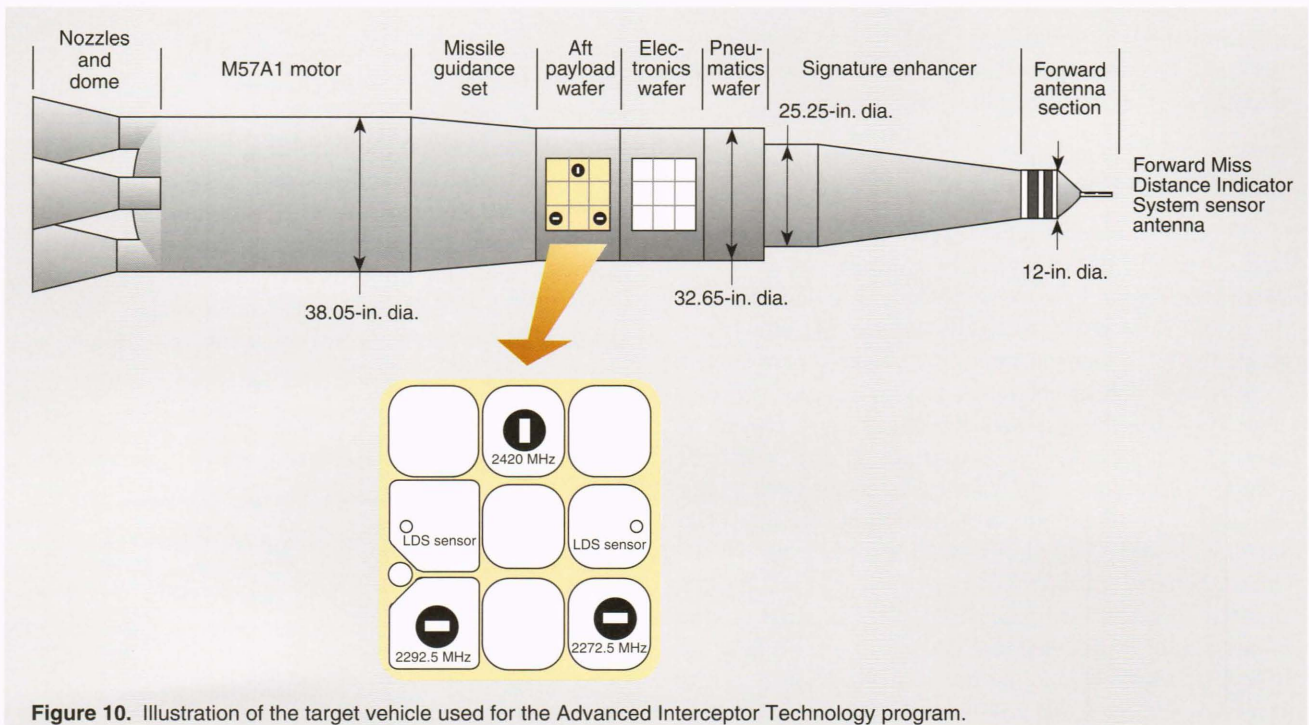 Nozzles
and
dome
M57A1 motor
Missile
guidance
set
Aft
payload
wafer
Elec-
tronics
wafer
Pneu-
matics
wafer
Signature enhancer
Forward
antenna
section
25.25-in. dia.
Forward Miss
Distance Indicator
System sensor
antenna
12-in. dia.
38.05-in. dia.
32.65-in. dia.
2420 MHz
LDS sensor
LDS sensor
2292.5 MHz
2272.5 MHz
Figure 10. Illustration of the target vehicle used for the Advanced Interceptor Technology program.